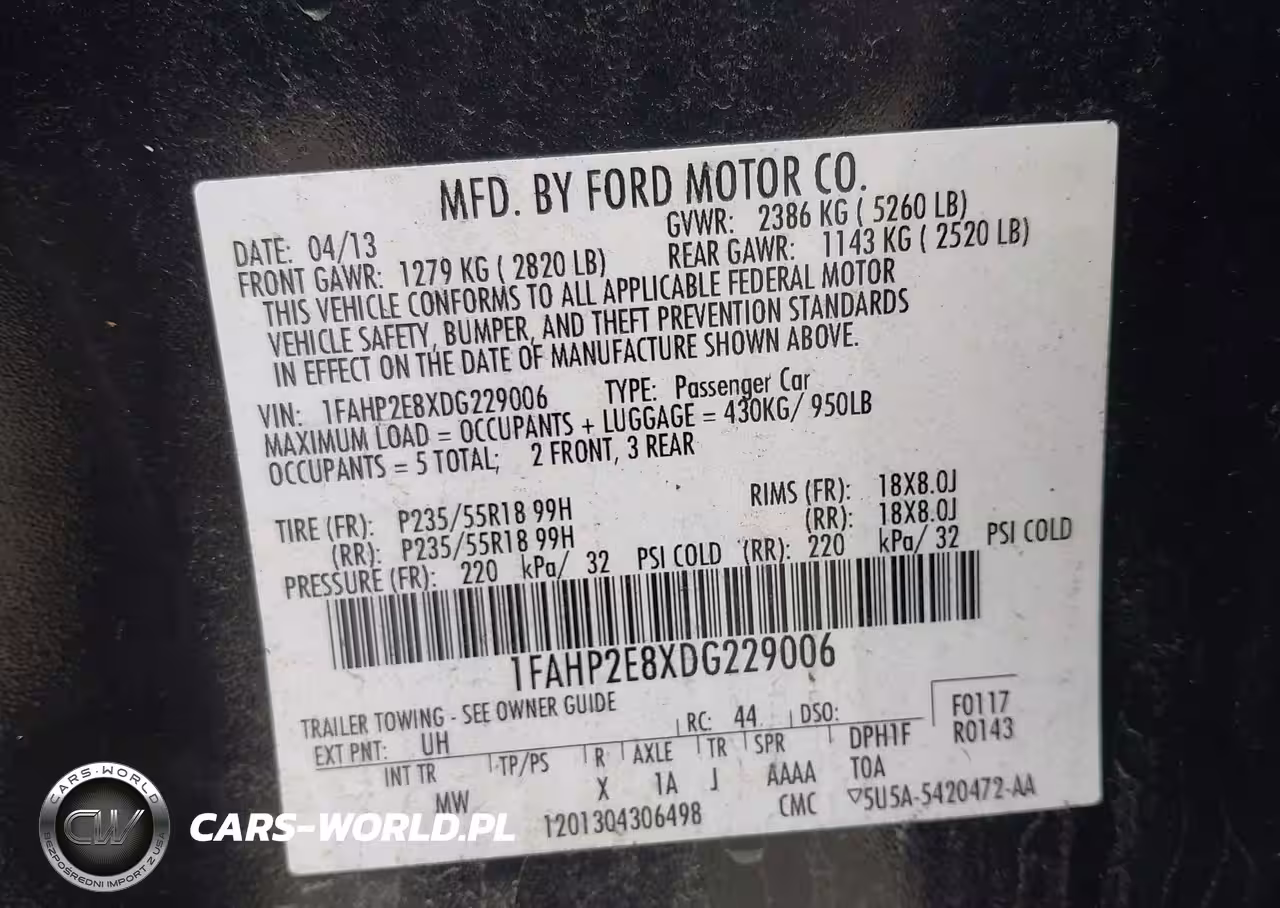 MFD. BY FORD MOTOR CO.
DATE: 04/13 GVWR: 2386 KG ( 5260 LB)
FRONT GAWR: 1279 KG ( 2820 LB) REAR GAWR: 1143 KG ( 2520 LB)
THIS VEHICLE CONFORMS TO ALL APPLICABLE FEDERAL MOTOR
VEHICLE SAFETY, BUMPER, AND THEFT PREVENTION STANDARDS
IN EFFECT ON THE DATE OF MANUFACTURE SHOWN ABOVE.
VIN: 1FAHP2E8XDG229006 TYPE: Passenger Car
MAXIMUM LOAD = OCCUPANTS + LUGGAGE = 430KG/ 950LB
OCCUPANTS = 5 TOTAL; 2 FRONT, 3 REAR
TIRE (FR): P235/55R18 99H RIMS (FR): 18X8.0J
(RR): P235/55R18 99H (RR): 18X8.0J
PRESSURE (FR): 220 kPa/ 32 PSI COLD (RR): 220 kPa/ 32 PSI COLD
1FAHP2E8XDG229006
TRAILER TOWING - SEE OWNER GUIDE
F0117
EXT PNT: UH RC: 44 DSO: R0143
INT TR TP/PS R AXLE TR SPR DPH1F
MW X 1A J AAAA TOA
1201304306498 CMC ▽5U5A-5420472-AA
CARS-WORLD
CW
BEZPOŚREDNI IMPORT Z USA
CARS-WORLD.PL